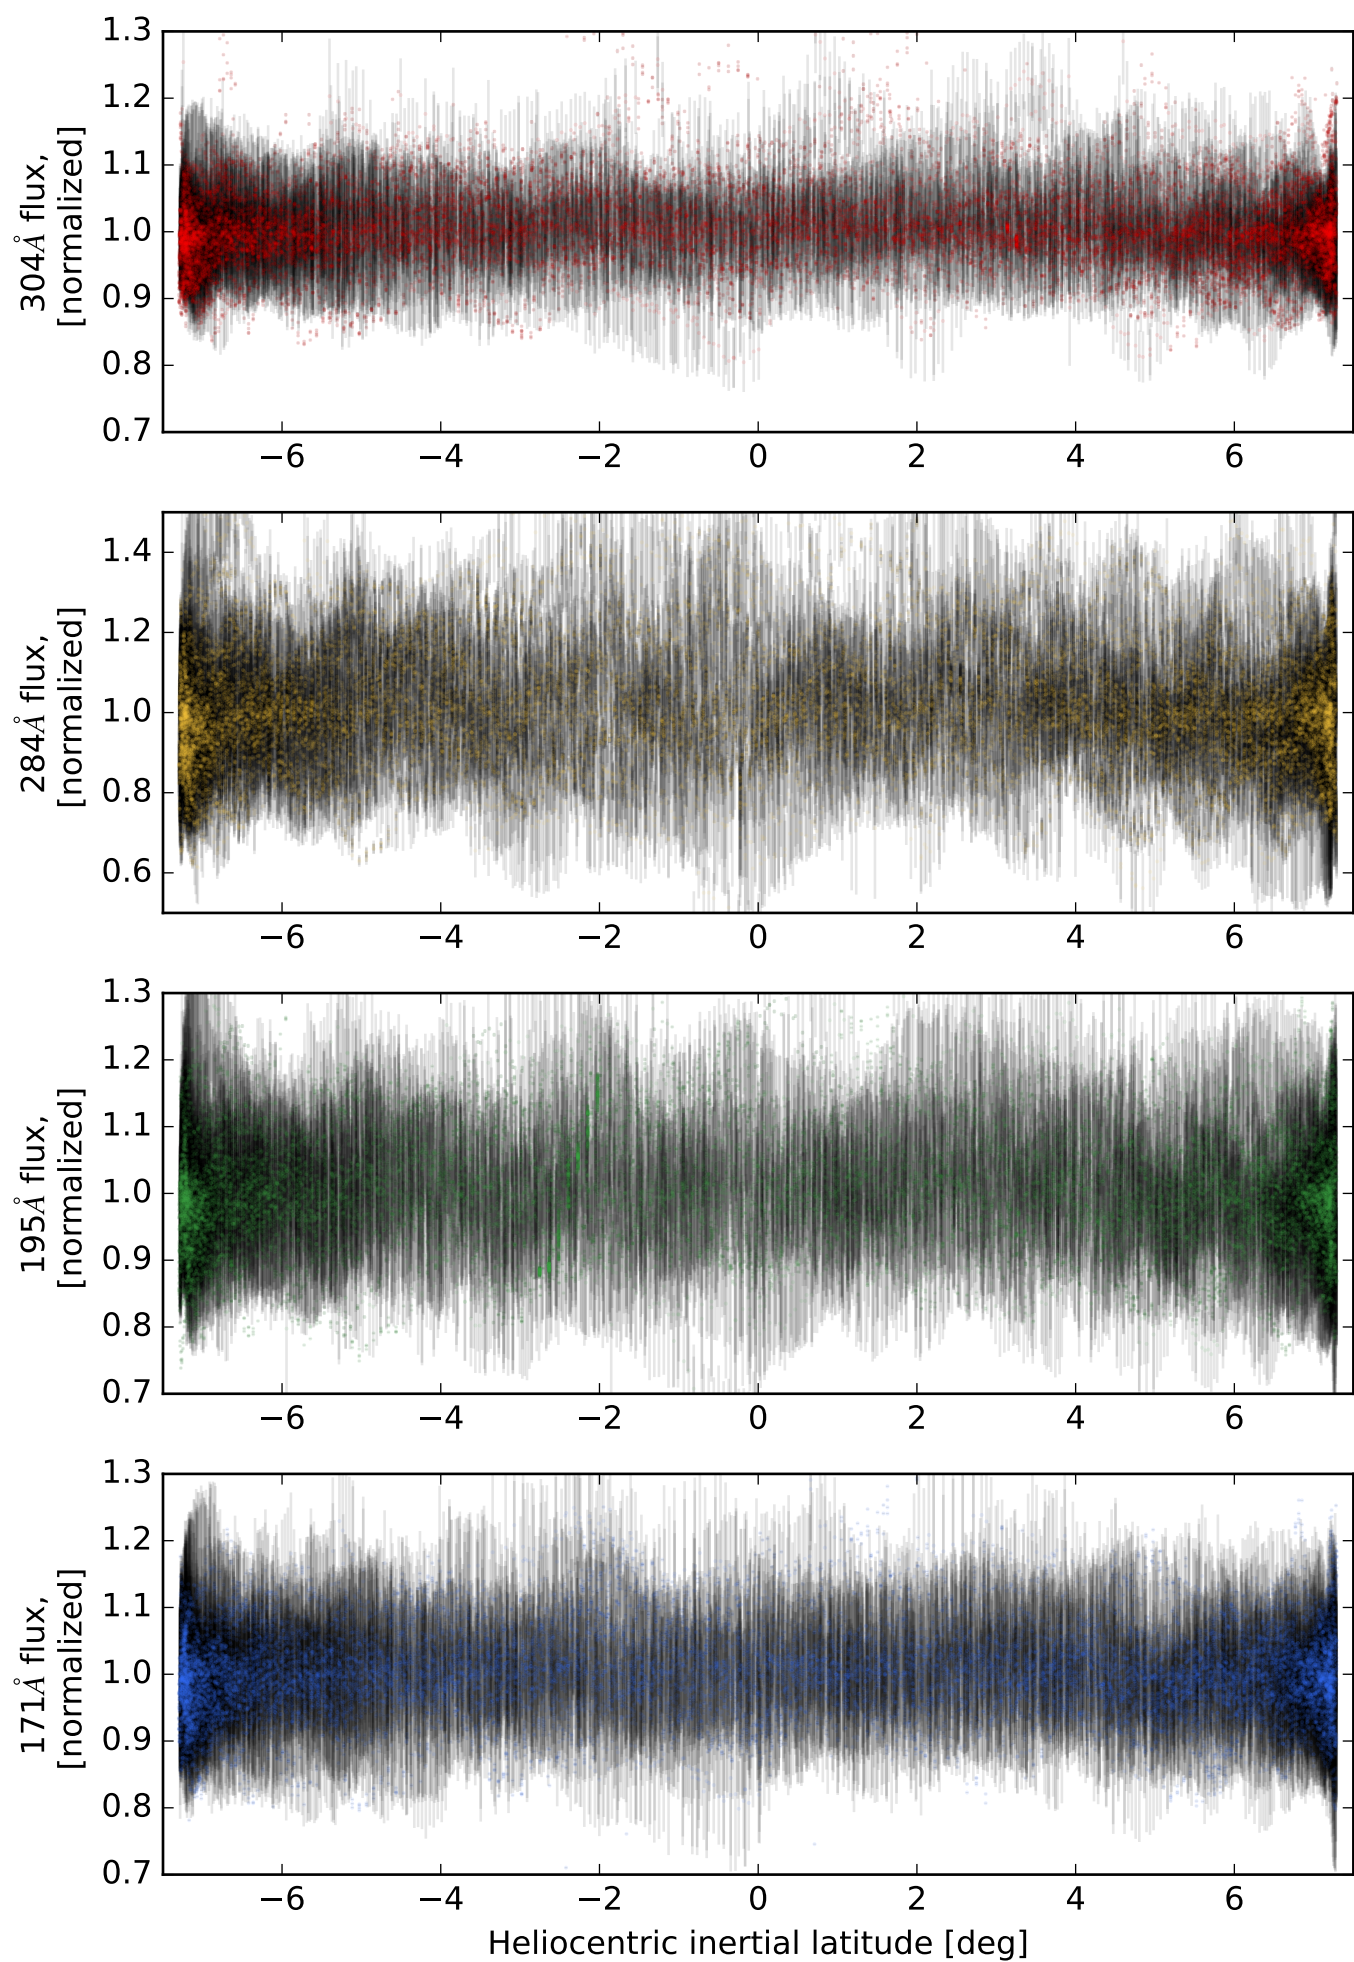 304Å flux,
[normalized]
1.3
1.2
1.1
1.0
0.9
0.8
0.7
−6 −4 −2 0 2 4 6
284Å flux,
[normalized]
1.4
1.2
1.0
0.8
0.6
−6 −4 −2 0 2 4 6
195Å flux,
[normalized]
1.3
1.2
1.1
1.0
0.9
0.8
0.7
−6 −4 −2 0 2 4 6
171Å flux,
[normalized]
1.3
1.2
1.1
1.0
0.9
0.8
0.7
−6 −4 −2 0 2 4 6
Heliocentric inertial latitude [deg]